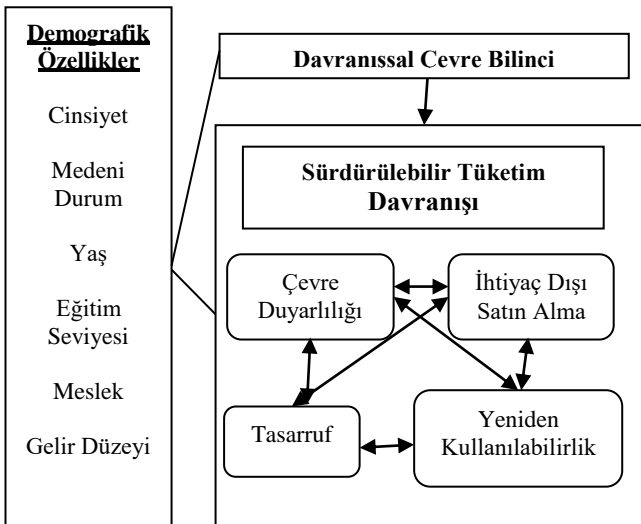 Demografik
Özellikler
Cinsiyet
Medeni
Durum
Yaş
Eğitim
Seviyesi
Meslek
Gelir Düzeyi
Davranıssal Cevre Bilinci
Sürdürülebilir Tüketim
Davranışı
Çevre
Duyarlılığı
İhtiyaç Dışı
Satın Alma
Tasarruf
Yeniden
Kullanılabilirlik